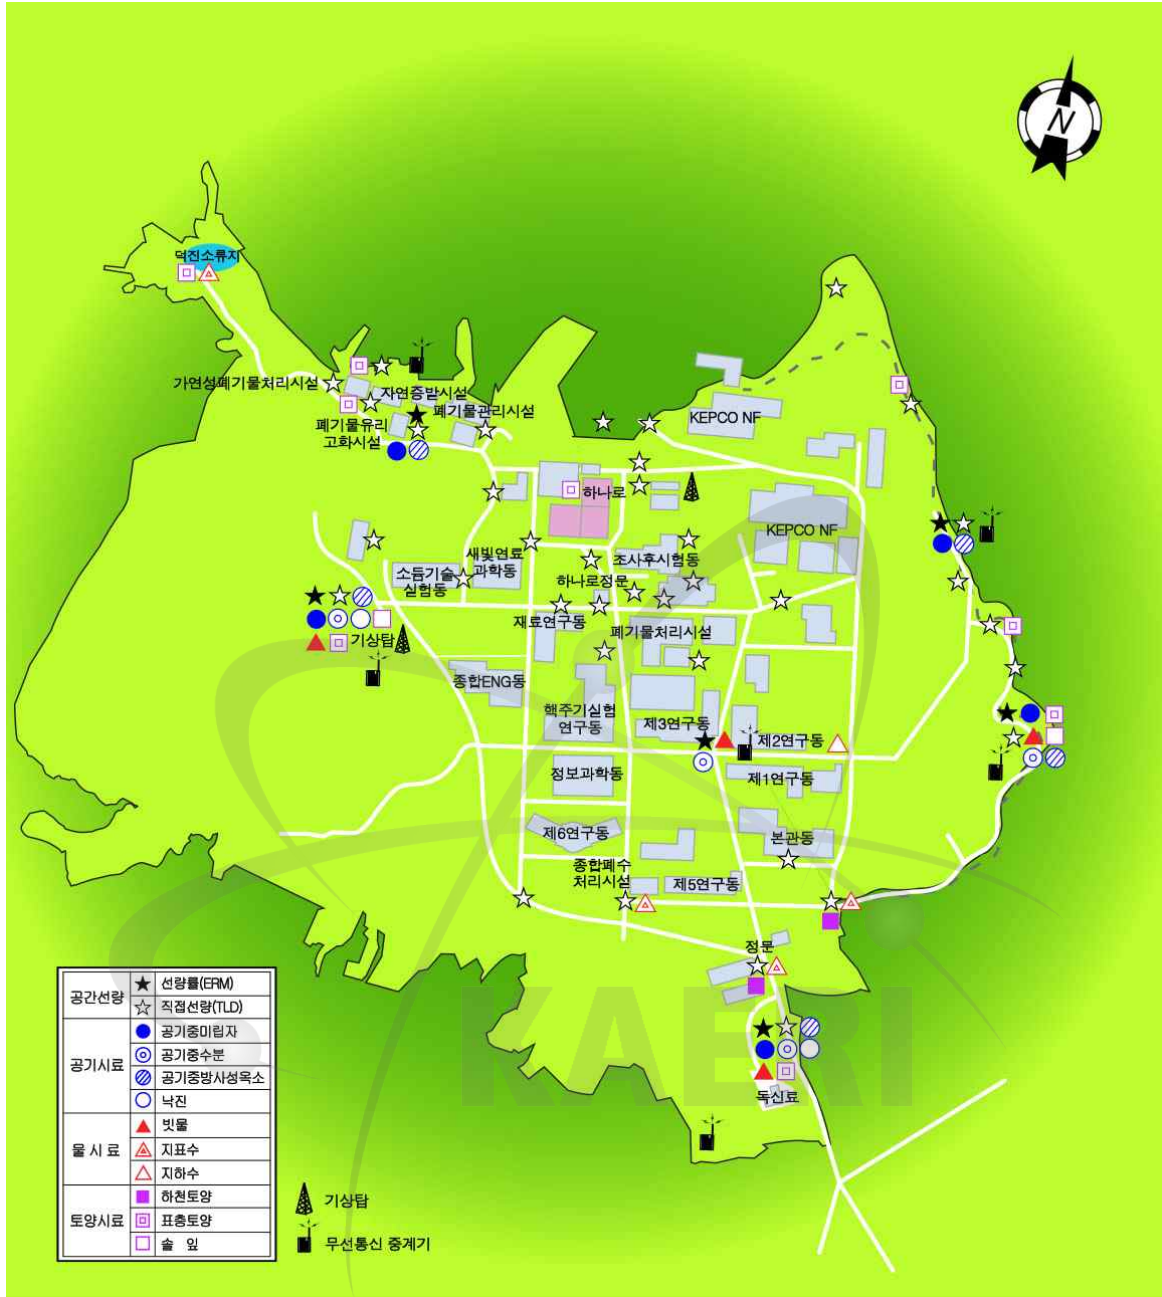 N
덕진소류지
가연성폐기물처리시설
자연증발시설
폐기물관리시설
폐기물유리
고화시설
KEPCO NF
하나로
KEPCO NF
새빛연료
과학동
조사후시험동
소듐기술
실험동
하나로정문
재료연구동
폐기물처리시설
기상탑
종합ENG동
핵주기실험
연구동
제3연구동
제2연구동
정보과학동
제1연구동
제6연구동
본관동
종합폐수
처리시설
제5연구동
정문
독신료
KAERI
공간선량
선량률(ERM)
직접선량(TLD)
공기시료
공기중미립자
공기중수분
공기중방사성옥소
낙진
물 시 료
빗물
지표수
지하수
토양시료
하천토양
표층토양
솔 잎
기상탑
무선통신 중계기